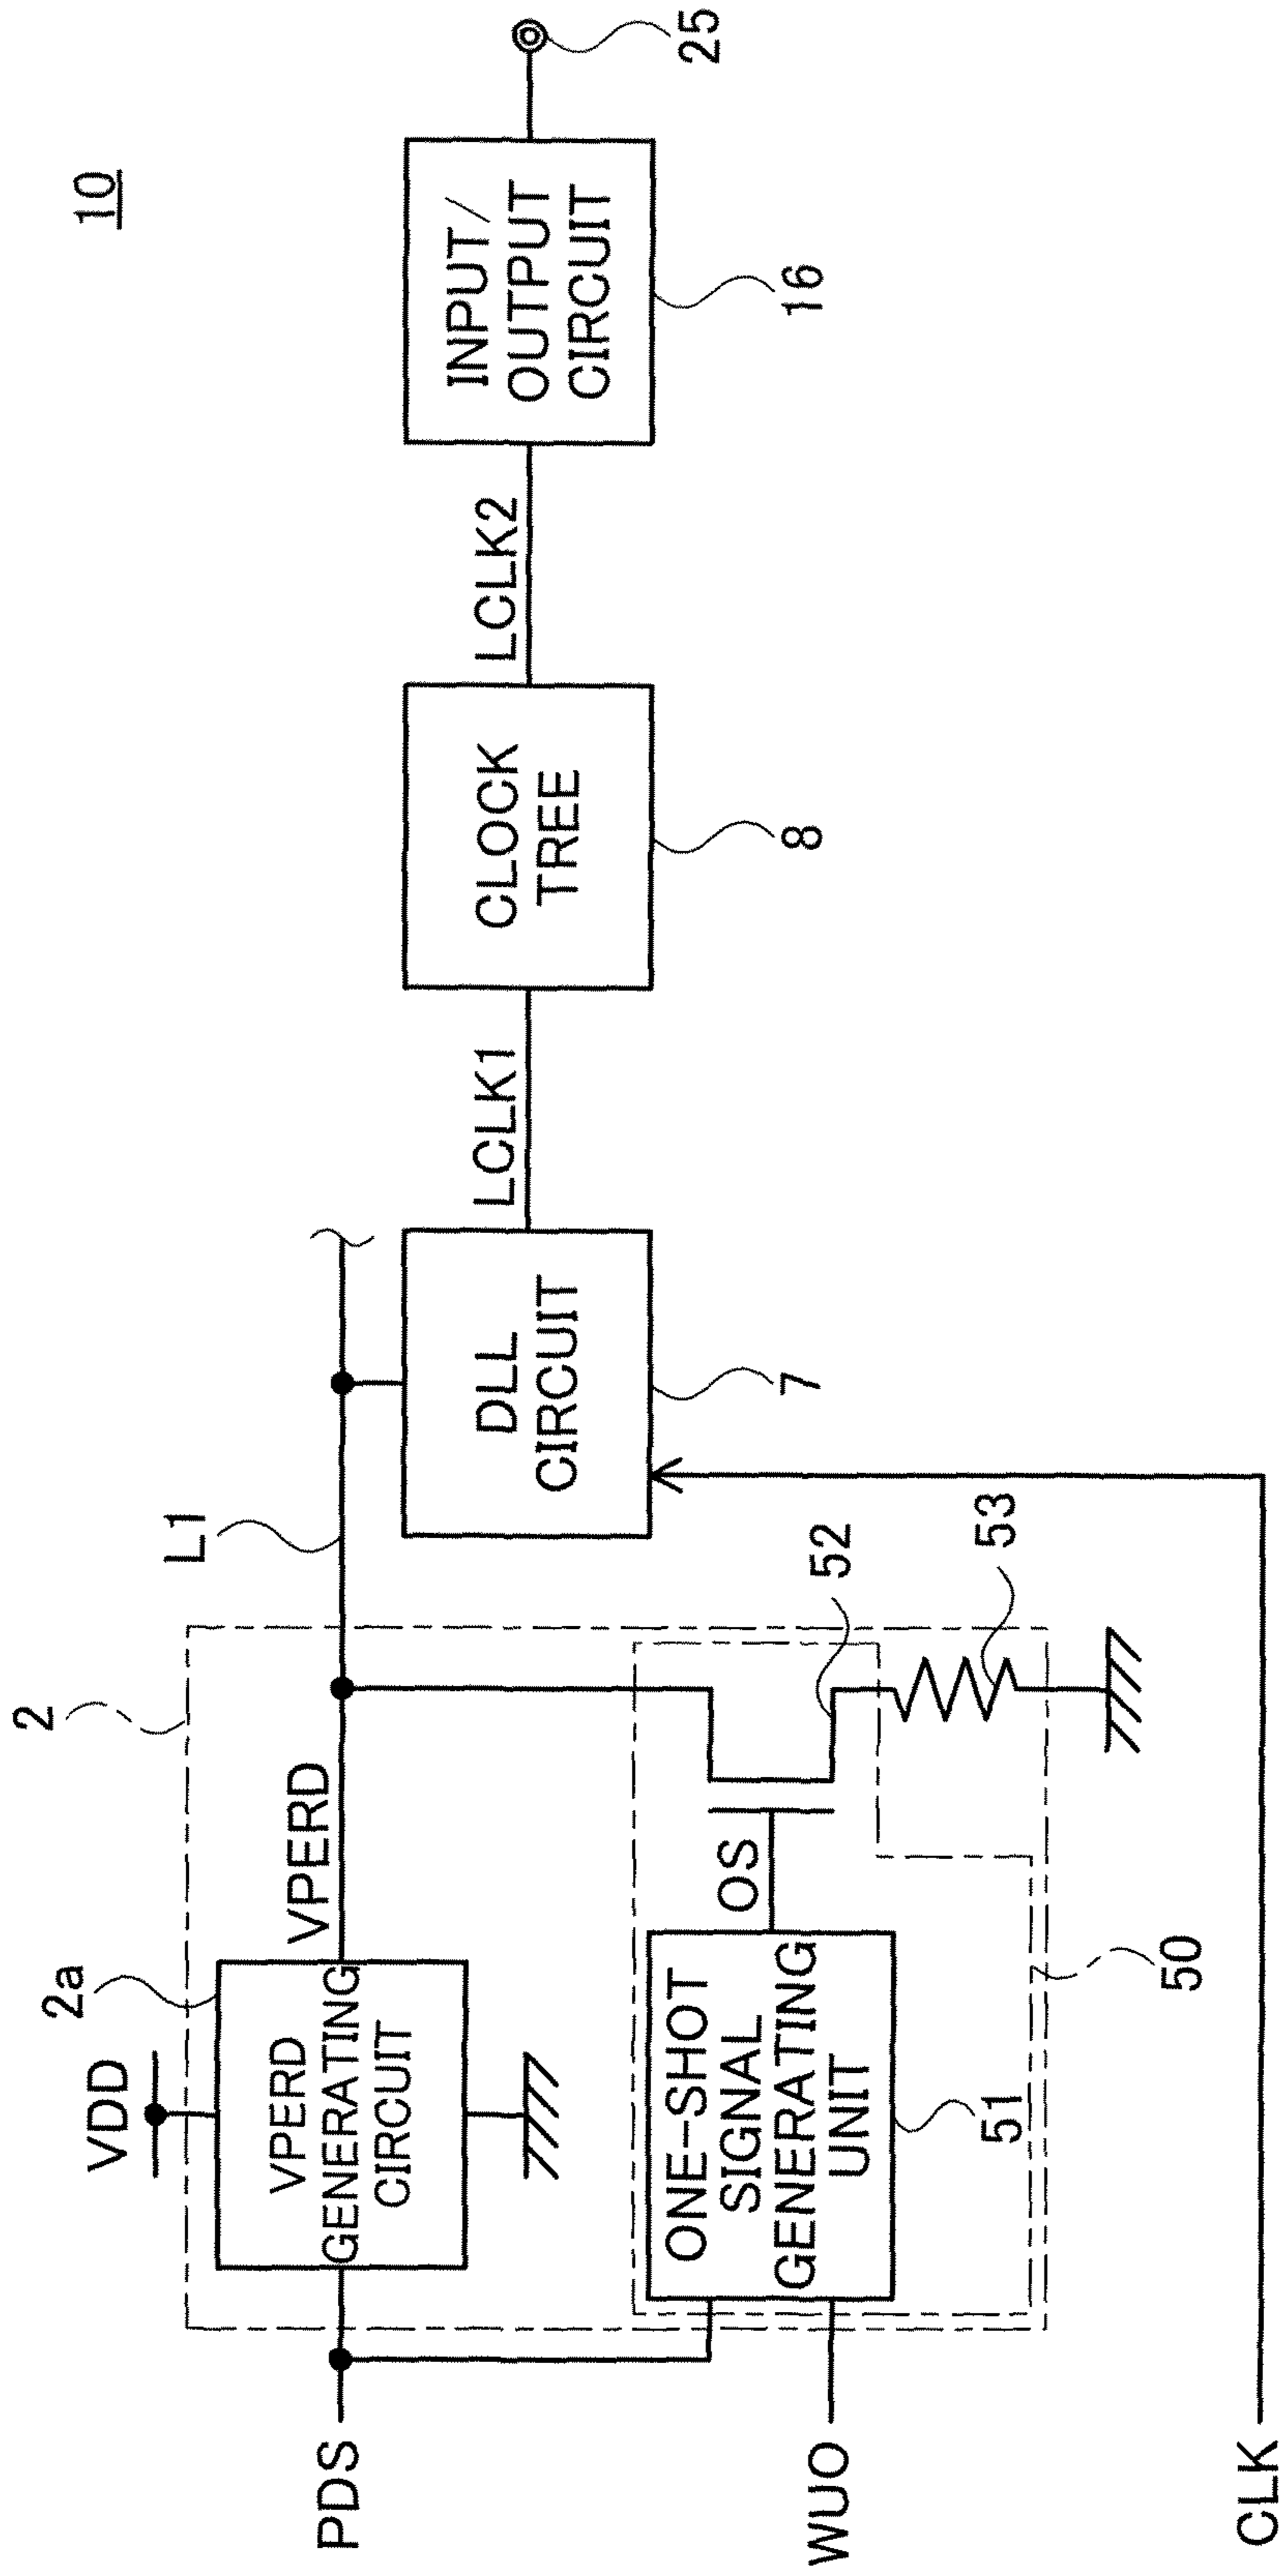 10
2
VDD
2a
VPERD
GENERATING
CIRCUIT
VPERD
L1
PDS
DLL
CIRCUIT
7
LCLK1
CLOCK
TREE
8
LCLK2
INPUT/
OUTPUT
CIRCUIT
16
25
ONE-SHOT
SIGNAL
GENERATING
UNIT
51
OS
52
53
50
WUO
CLK